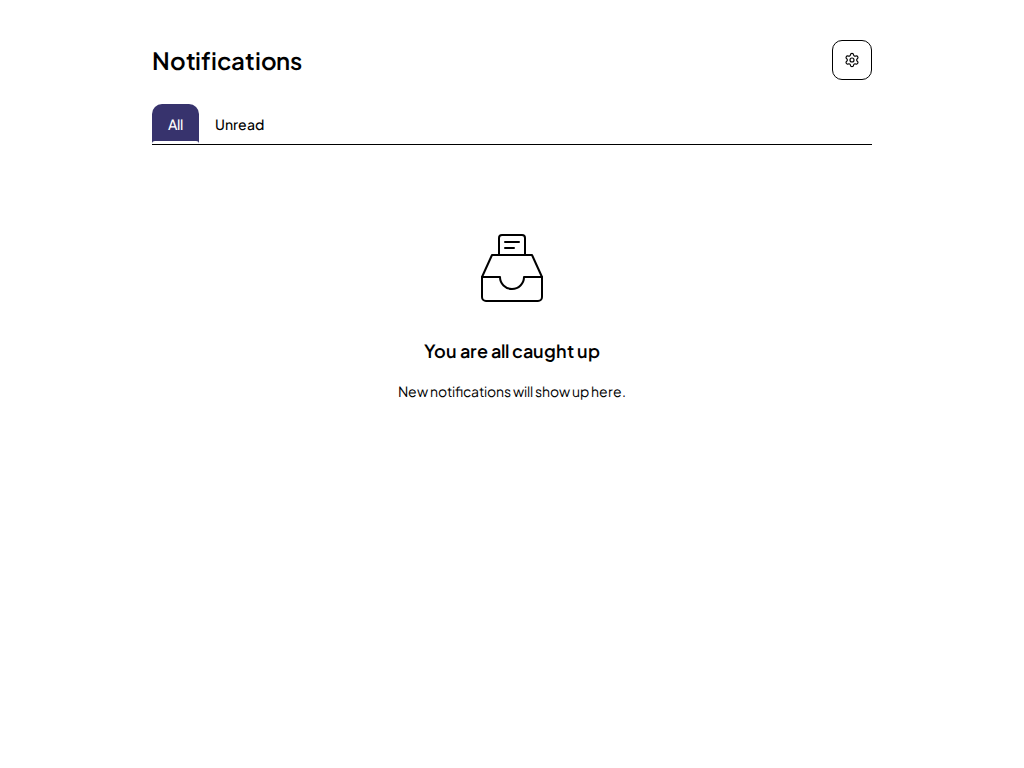 Notifications
All
Unread
You are all caught up
New notifications will show up here.